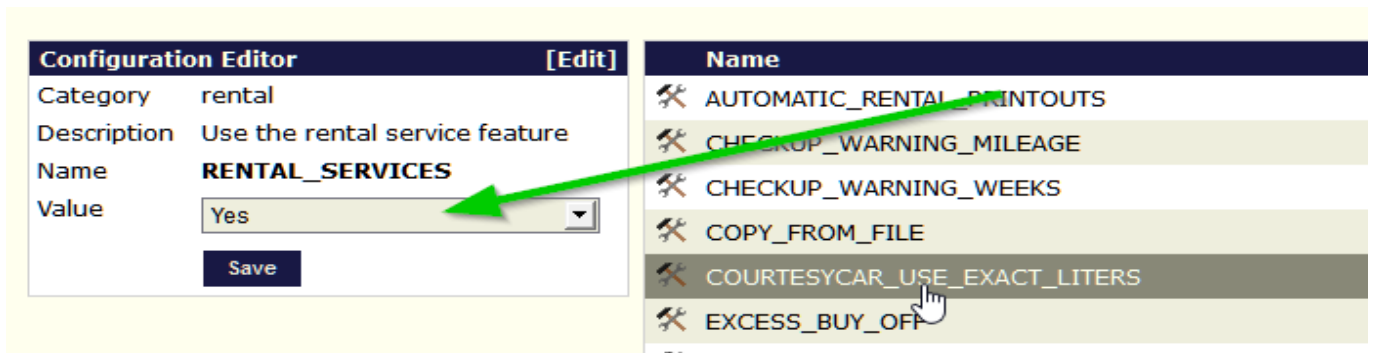 Configuration Editor [Edit]
Category rental
Description Use the rental service feature
Name RENTAL_SERVICES
Value Yes
Save
Name
AUTOMATIC_RENTAL_PRINTOUTS
CHECKUP_WARNING_MILEAGE
CHECKUP_WARNING_WEEKS
COPY_FROM_FILE
COURTESYCAR_USE_EXACT_LITERS
EXCESS_BUY_OFF